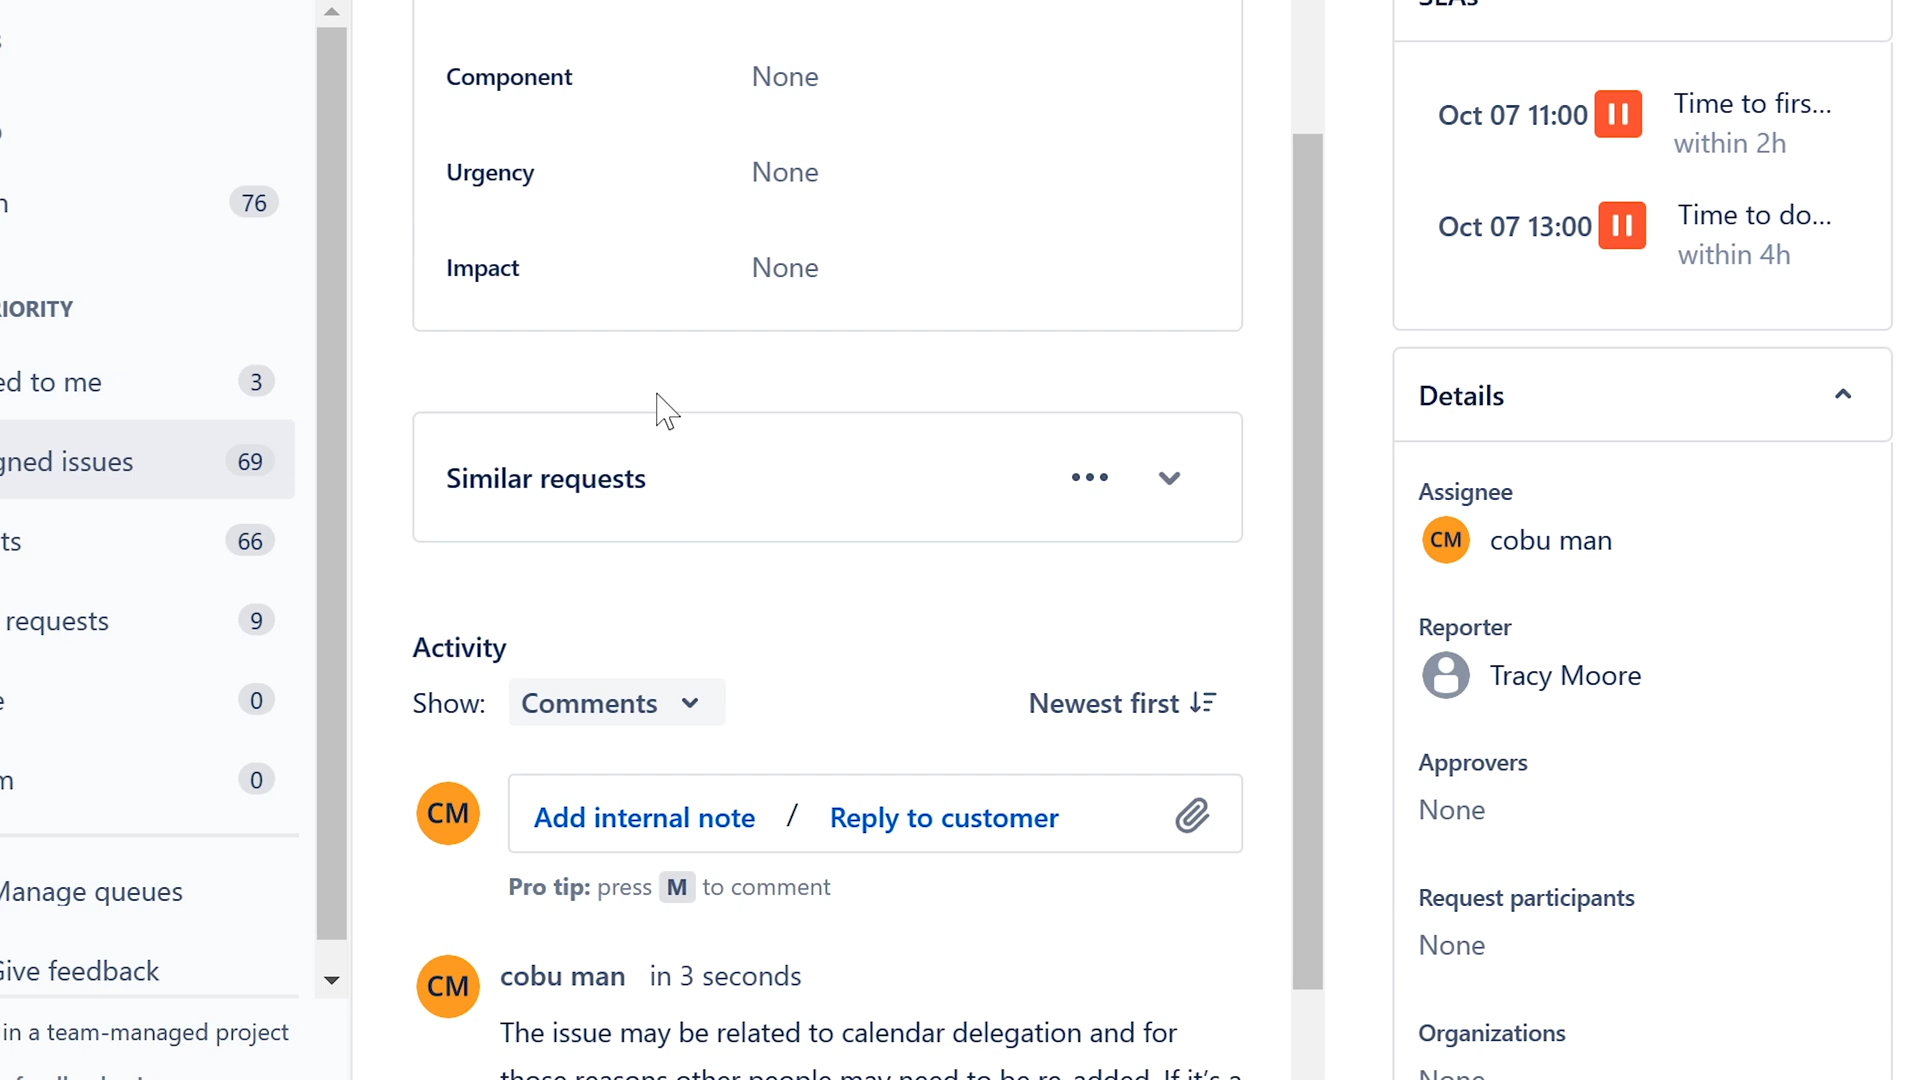 76
ed to me 3
gned issues 69
ts 66
requests 9
0
0
Manage queues
Give feedback
in a team-managed project
Component None
Urgency None
Impact None
Similar requests
Activity
Show: Comments Newest first
CM Add internal note / Reply to customer
Pro tip: press M to comment
CM cobu man in 3 seconds
The issue may be related to calendar delegation and for
those reasons other people may need to be re-added. If it's a
SLAs
Oct 07 11:00 Time to firs...
within 2h
Oct 07 13:00 Time to do...
within 4h
Details
Assignee
CM cobu man
Reporter
Tracy Moore
Approvers
None
Request participants
None
Organizations
None